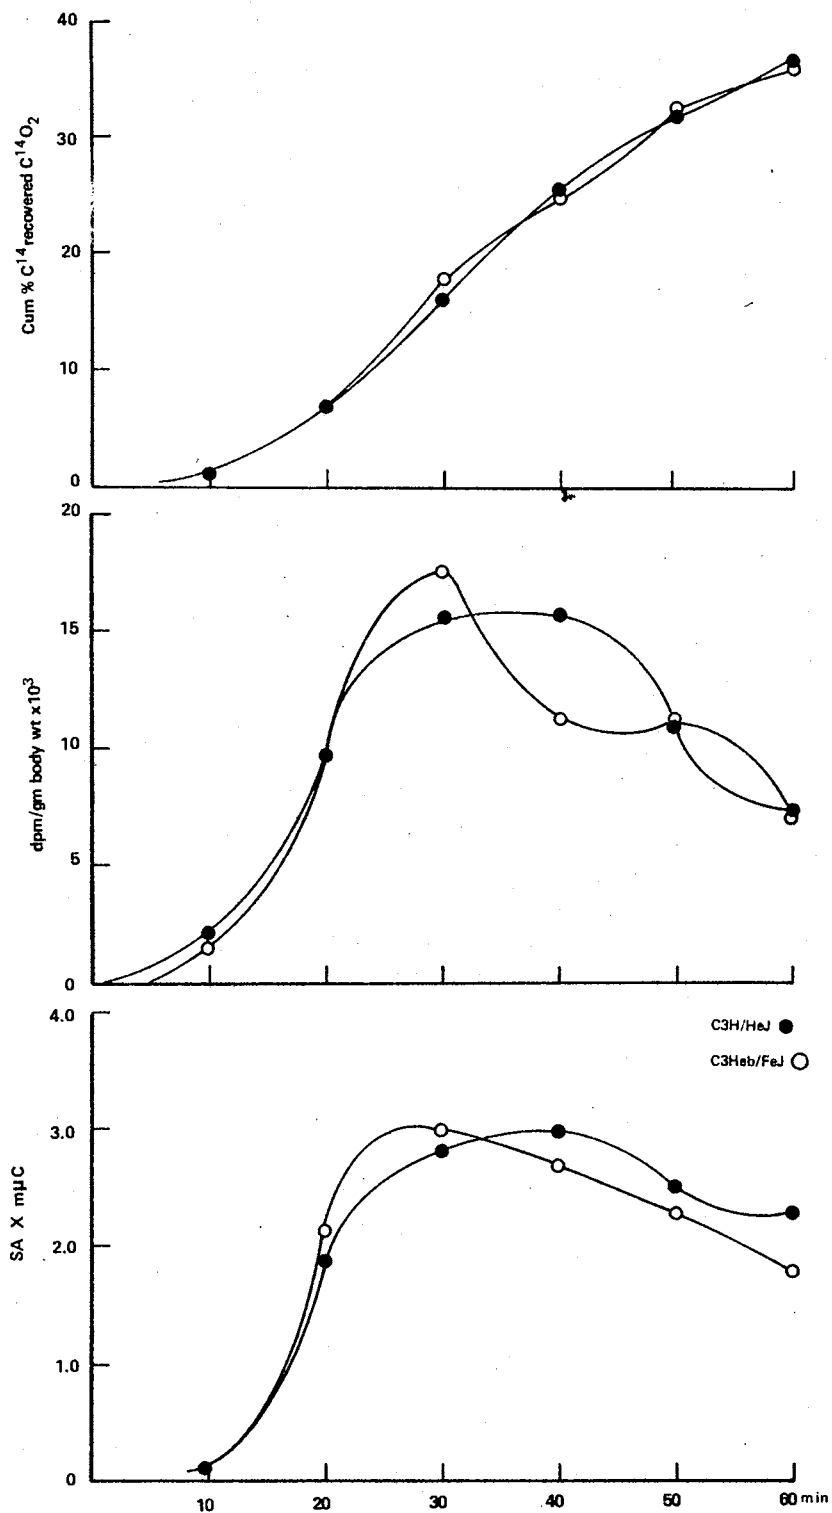 40
30
20
10
0
Cum % C¹⁴ recovered C¹⁴O₂
20
15
10
5
0
dpm/gm body wt x10³
4.0
3.0
2.0
1.0
0
SA X mµC
C3H/HeJ
C3Heb/FeJ
10 20 30 40 50 60 min